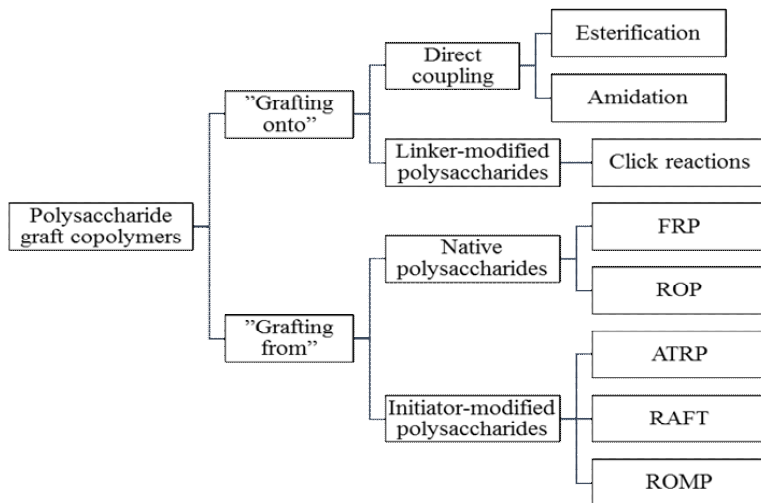 Polysaccharide
graft copolymers
”Grafting
onto”
Direct
coupling
Esterification
Amidation
Linker-modified
polysaccharides
Click reactions
”Grafting
from”
Native
polysaccharides
FRP
ROP
Initiator-modified
polysaccharides
ATRP
RAFT
ROMP